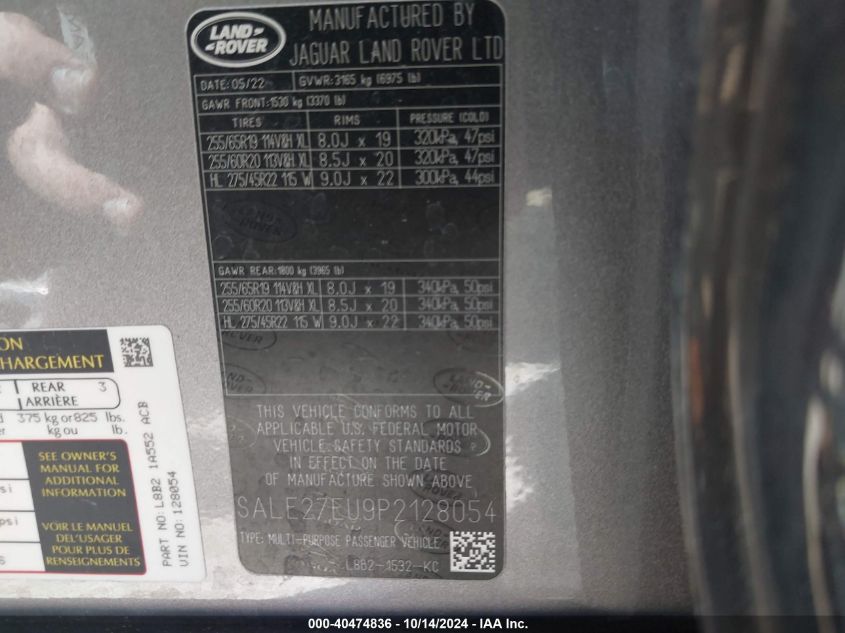 LAND
ROVER
MANUFACTURED BY
JAGUAR LAND ROVER LTD
DATE: 05/22 GVWR: 3165 kg (6975 lb)
GAWR FRONT: 1530 kg (3370 lb)
TIRES RIMS PRESSURE (COLD)
255/65R19 114V&H XL 8.0J x 19 320kPa, 47psi
255/60R20 113V&H XL 8.5J x 20 320kPa, 47psi
HL 275/45R22 115 W 9.0J x 22 300kPa, 44psi
GAWR REAR: 1800 kg (3965 lb)
255/65R19 114V&H XL 8.0J x 19 340kPa, 50psi
255/60R20 113V&H XL 8.5J x 20 340kPa, 50psi
HL 275/45R22 115 W 9.0J x 22 340kPa, 50psi
LAND
ROVER
THIS VEHICLE CONFORMS TO ALL
APPLICABLE U.S. FEDERAL MOTOR
VEHICLE SAFETY STANDARDS
IN EFFECT ON THE DATE
OF MANUFACTURE SHOWN ABOVE
SALE27EU9P2128054
TYPE: MULTI-PURPOSE PASSENGER VEHICLE
L8B2-1532-KC
ON
CHARGEMENT
REAR 3
ARRIÈRE
375 kg or 825 lbs.
kg ou lb.
SEE OWNER'S
MANUAL FOR
ADDITIONAL
INFORMATION
VOIR LE MANUEL
DEL'USAGER
POUR PLUS DE
RENSEIGNEMENTS
PART NO: L8B2 1A552 ACB
VIN NO: 128054
000-40474836 - 10/14/2024 - IAA Inc.